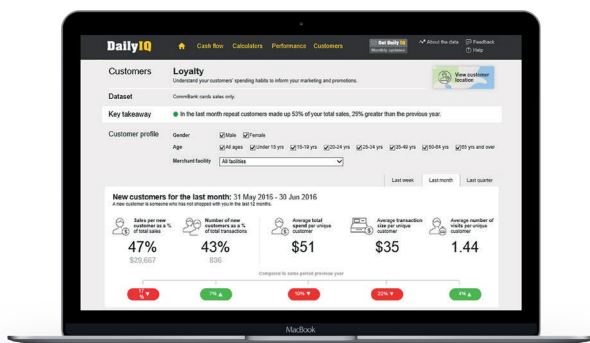 DailyIQ
Cash flow Calculators Performance Customers
Get Daily IQ
Monthly updates
About the data
Feedback
Help
Customers
Loyalty
Understand your customers' spending habits to inform your marketing and promotions.
View customer
location
Dataset
CommBank cards sales only.
Key takeaway
In the last month repeat customers made up 53% of your total sales, 29% greater than the previous year.
Customer profile
Gender Male Female
Age All ages Under 15 yrs 15-19 yrs 20-24 yrs 25-34 yrs 35-49 yrs 50-64 yrs 65 yrs and over
Merchant facility All facilities
Last week Last month Last quarter
New customers for the last month: 31 May 2016 - 30 Jun 2016
A new customer is someone who has not shopped with you in the last 12 months.
Sales per new
customer as a %
of total sales
47%
$29,667
Number of new
customers as a %
of total transactions
43%
836
Average total
spend per unique
customer
$51
Average transaction
size per unique
customer
$35
Average number of
visits per unique
customer
1.44
Compared to same period previous year
17
%
7%
10%
22%
9%
MacBook